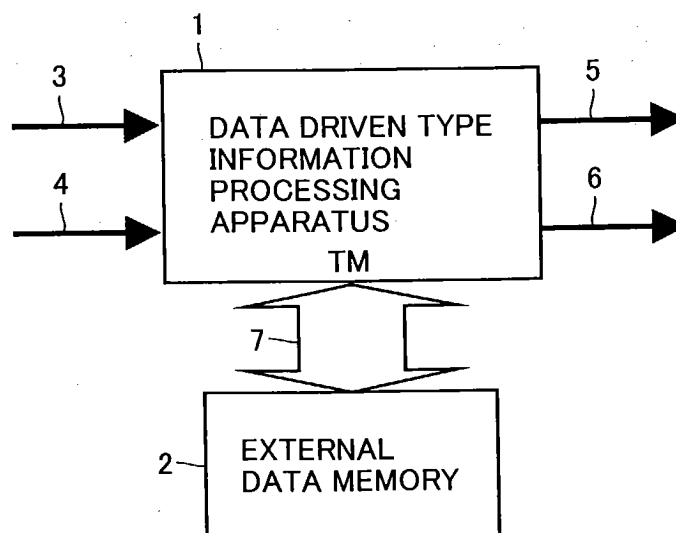 1
3
5
DATA DRIVEN TYPE
INFORMATION
PROCESSING
APPARATUS
4
6
TM
7
2
EXTERNAL
DATA MEMORY